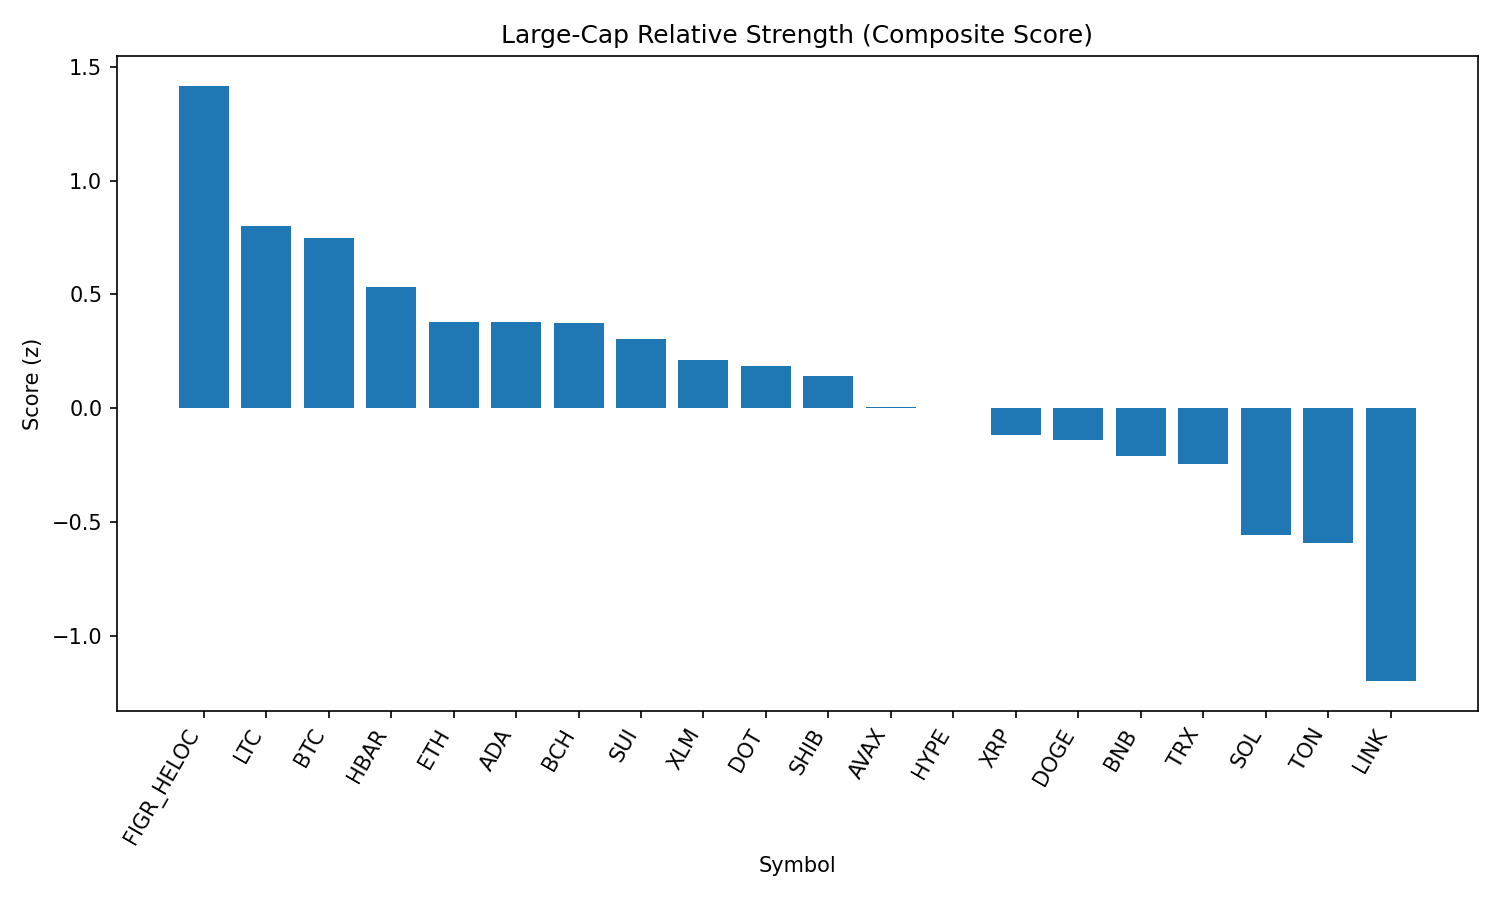 Large-Cap Relative Strength (Composite Score)
1.5
1.0
0.5
0.0
−0.5
−1.0
Score (z)
FIGR_HELOC
LTC
BTC
HBAR
ETH
ADA
BCH
SUI
XLM
DOT
SHIB
AVAX
HYPE
XRP
DOGE
BNB
TRX
SOL
TON
LINK
Symbol